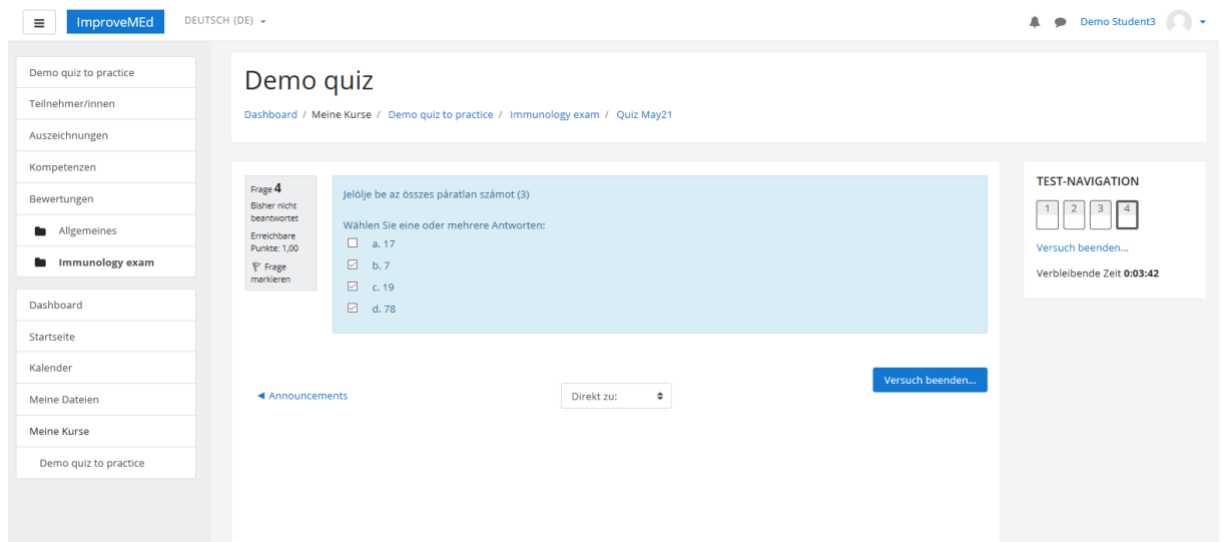 ImproveMEd
DEUTSCH (DE)
Demo Student3
Demo quiz to practice
Teilnehmer/innen
Auszeichnungen
Kompetenzen
Bewertungen
Allgemeines
Immunology exam
Dashboard
Startseite
Kalender
Meine Dateien
Meine Kurse
Demo quiz to practice
Demo quiz
Dashboard / Meine Kurse / Demo quiz to practice / Immunology exam / Quiz May21
Frage 4
Bisher nicht
beantwortet
Erreichbare
Punkte: 1,00
Frage
markieren
Jelölje be az összes páratlan számot (3)
Wählen Sie eine oder mehrere Antworten:
a. 17
b. 7
c. 19
d. 78
Versuch beenden...
◄ Announcements
Direkt zu:
TEST-NAVIGATION
1 2 3 4
Versuch beenden...
Verbleibende Zeit 0:03:42